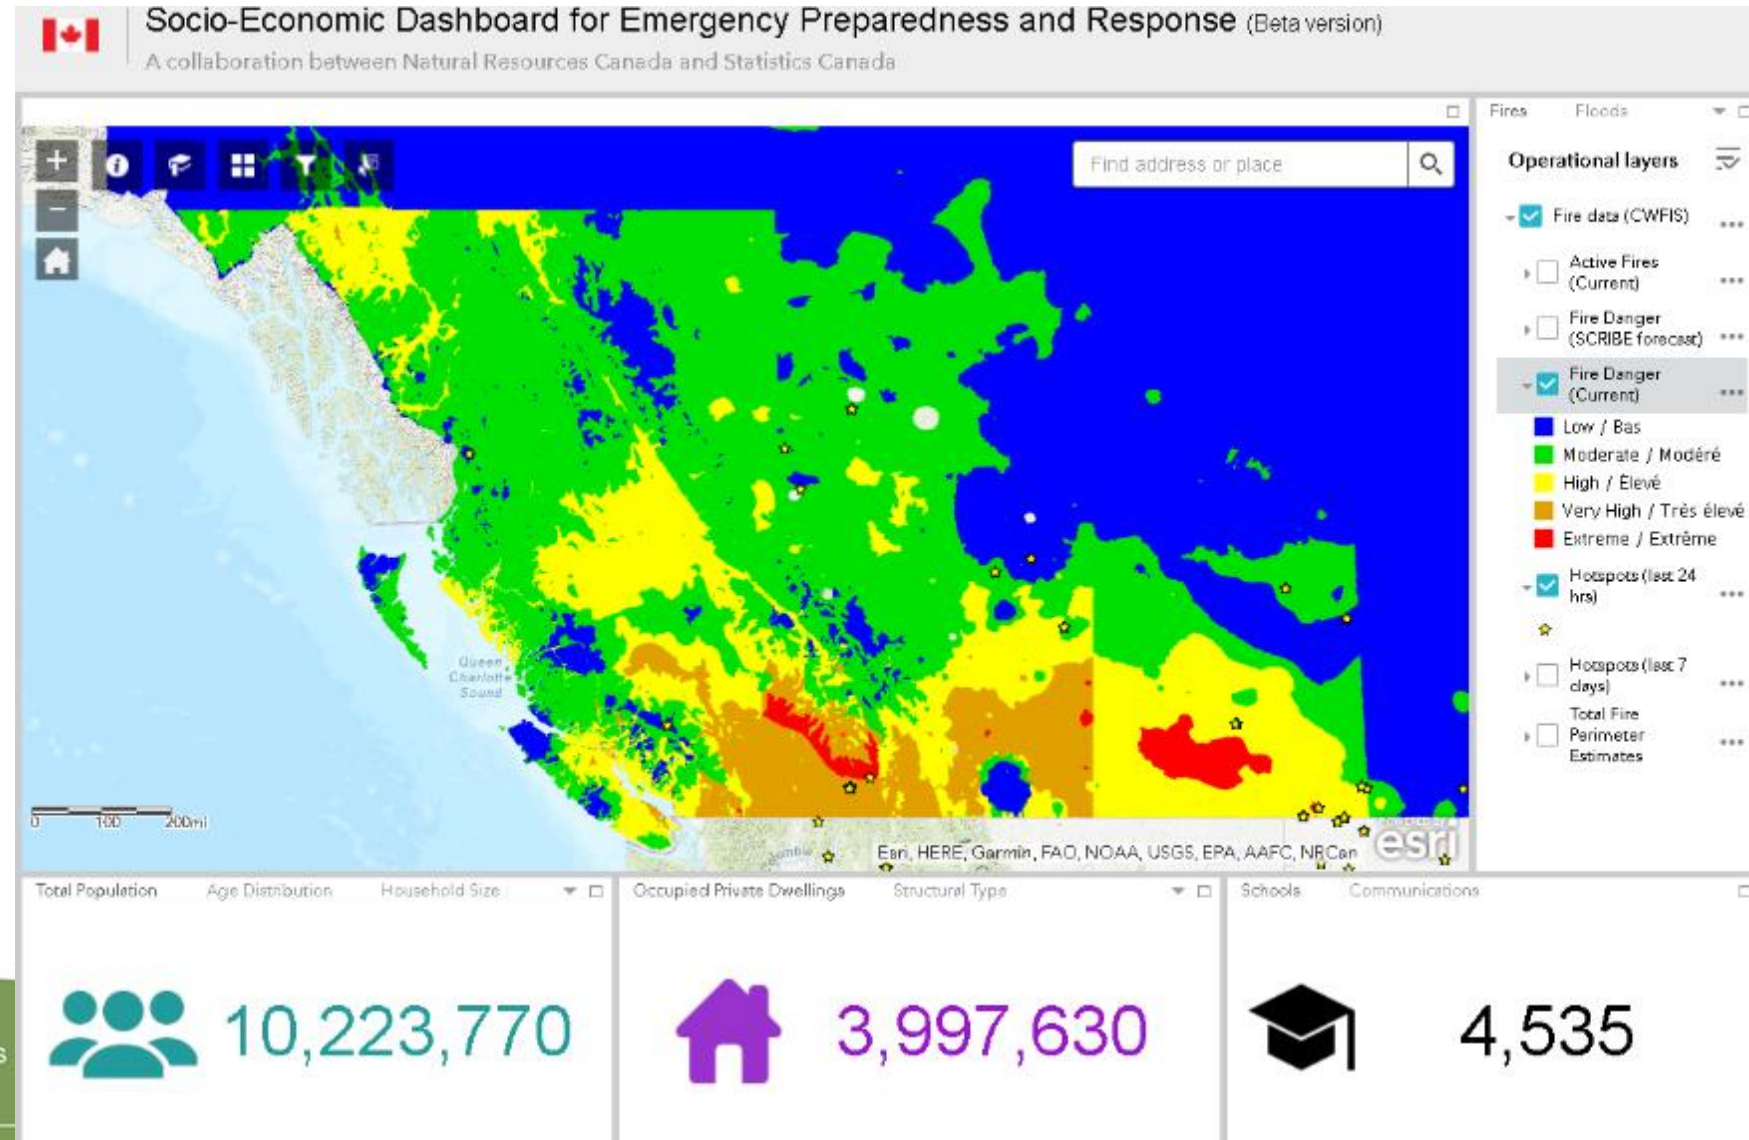 Socio-Economic Dashboard for Emergency Preparedness and Response (Beta version)
A collaboration between Natural Resources Canada and Statistics Canada
Fires Floods
Find address or place
Operational layers
Fire data (CWFIS)
Active Fires
(Current)
Fire Danger
(SCRIBE forecast)
Fire Danger
(Current)
Low / Bas
Moderate / Modéré
High / Élevé
Very High / Très élevé
Extreme / Extrême
Hotspots (last 24
hrs)
Hotspots (last 7
days)
Total Fire
Perimeter
Estimates
Queen
Charlotte
Sound
0 100 200mi
Esri, HERE, Garmin, FAO, NOAA, USGS, EPA, AAFC, NRCan
esri
Total Population Age Distribution Household Size
Occupied Private Dwellings Structural Type
Schools Communications
10,223,770
3,997,630
4,535